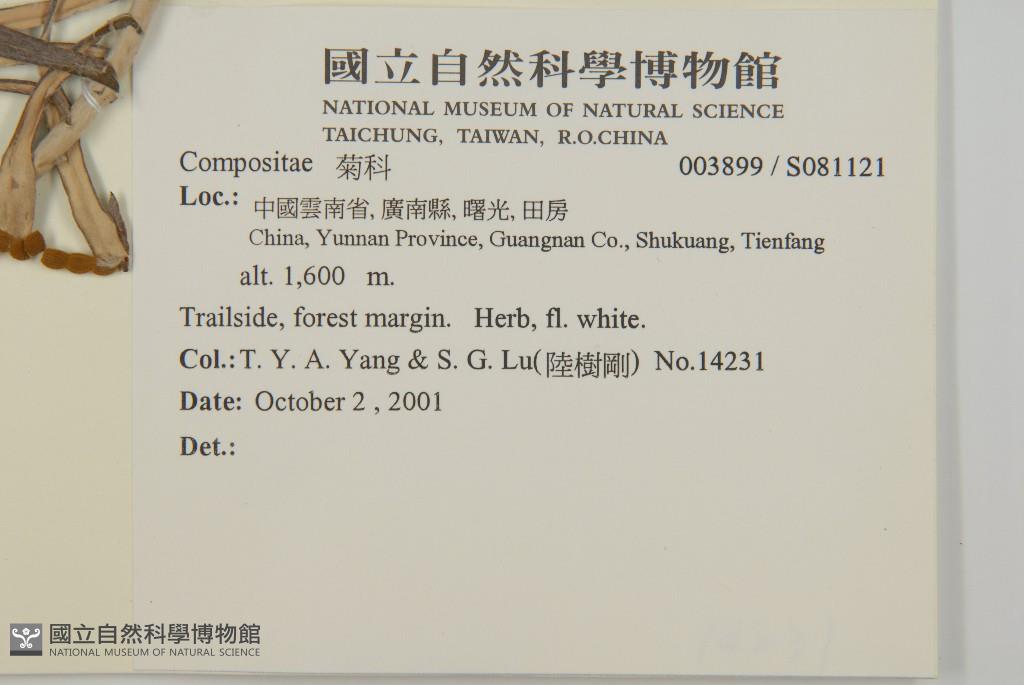 國立自然科學博物館
NATIONAL MUSEUM OF NATURAL SCIENCE
TAICHUNG, TAIWAN, R.O.CHINA
Compositae 菊科 003899 / S081121
Loc.: 中國雲南省, 廣南縣, 曙光, 田房
China, Yunnan Province, Guangnan Co., Shukuang, Tienfang
alt. 1,600 m.
Trailside, forest margin. Herb, fl. white.
Col.: T. Y. A. Yang & S. G. Lu(陸樹剛) No.14231
Date: October 2 , 2001
Det.:
國立自然科學博物館
NATIONAL MUSEUM OF NATURAL SCIENCE